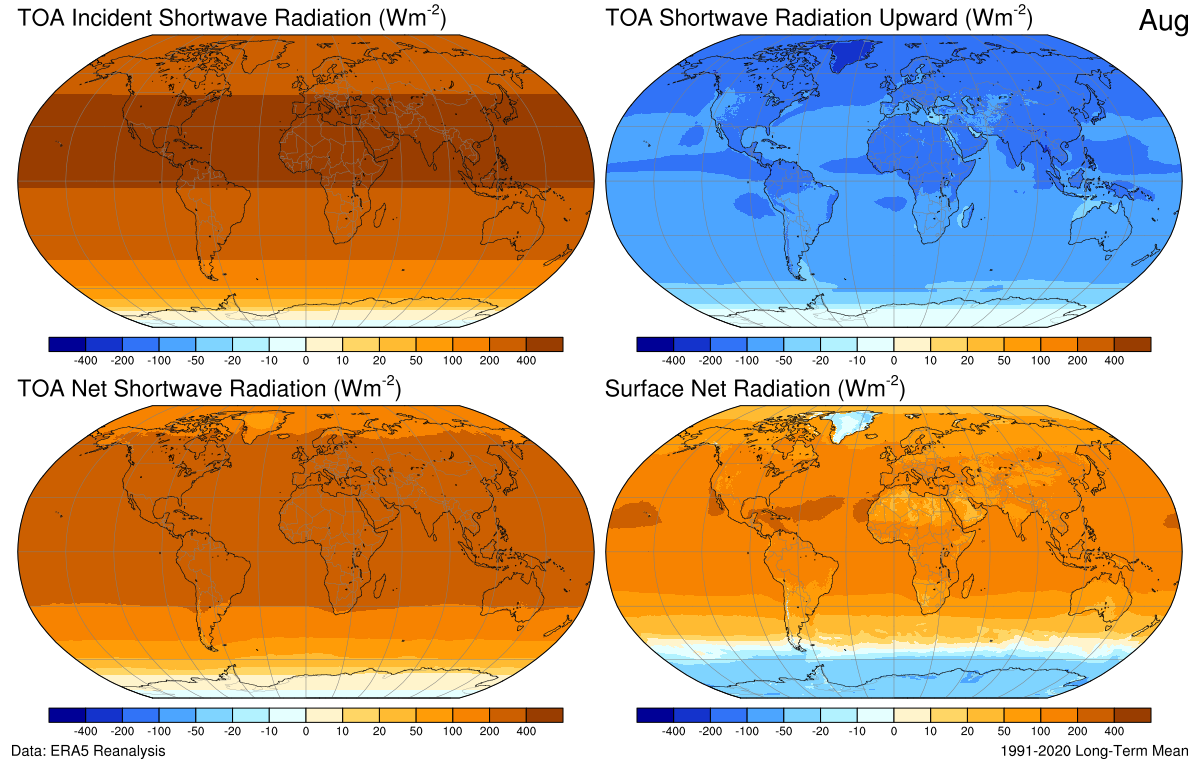 TOA Incident Shortwave Radiation (Wm-2)
TOA Shortwave Radiation Upward (Wm-2)
Aug
-400 -200 -100 -50 -20 -10 0 10 20 50 100 200 400
-400 -200 -100 -50 -20 -10 0 10 20 50 100 200 400
TOA Net Shortwave Radiation (Wm-2)
Surface Net Radiation (Wm-2)
-400 -200 -100 -50 -20 -10 0 10 20 50 100 200 400
-400 -200 -100 -50 -20 -10 0 10 20 50 100 200 400
Data: ERA5 Reanalysis
1991-2020 Long-Term Mean